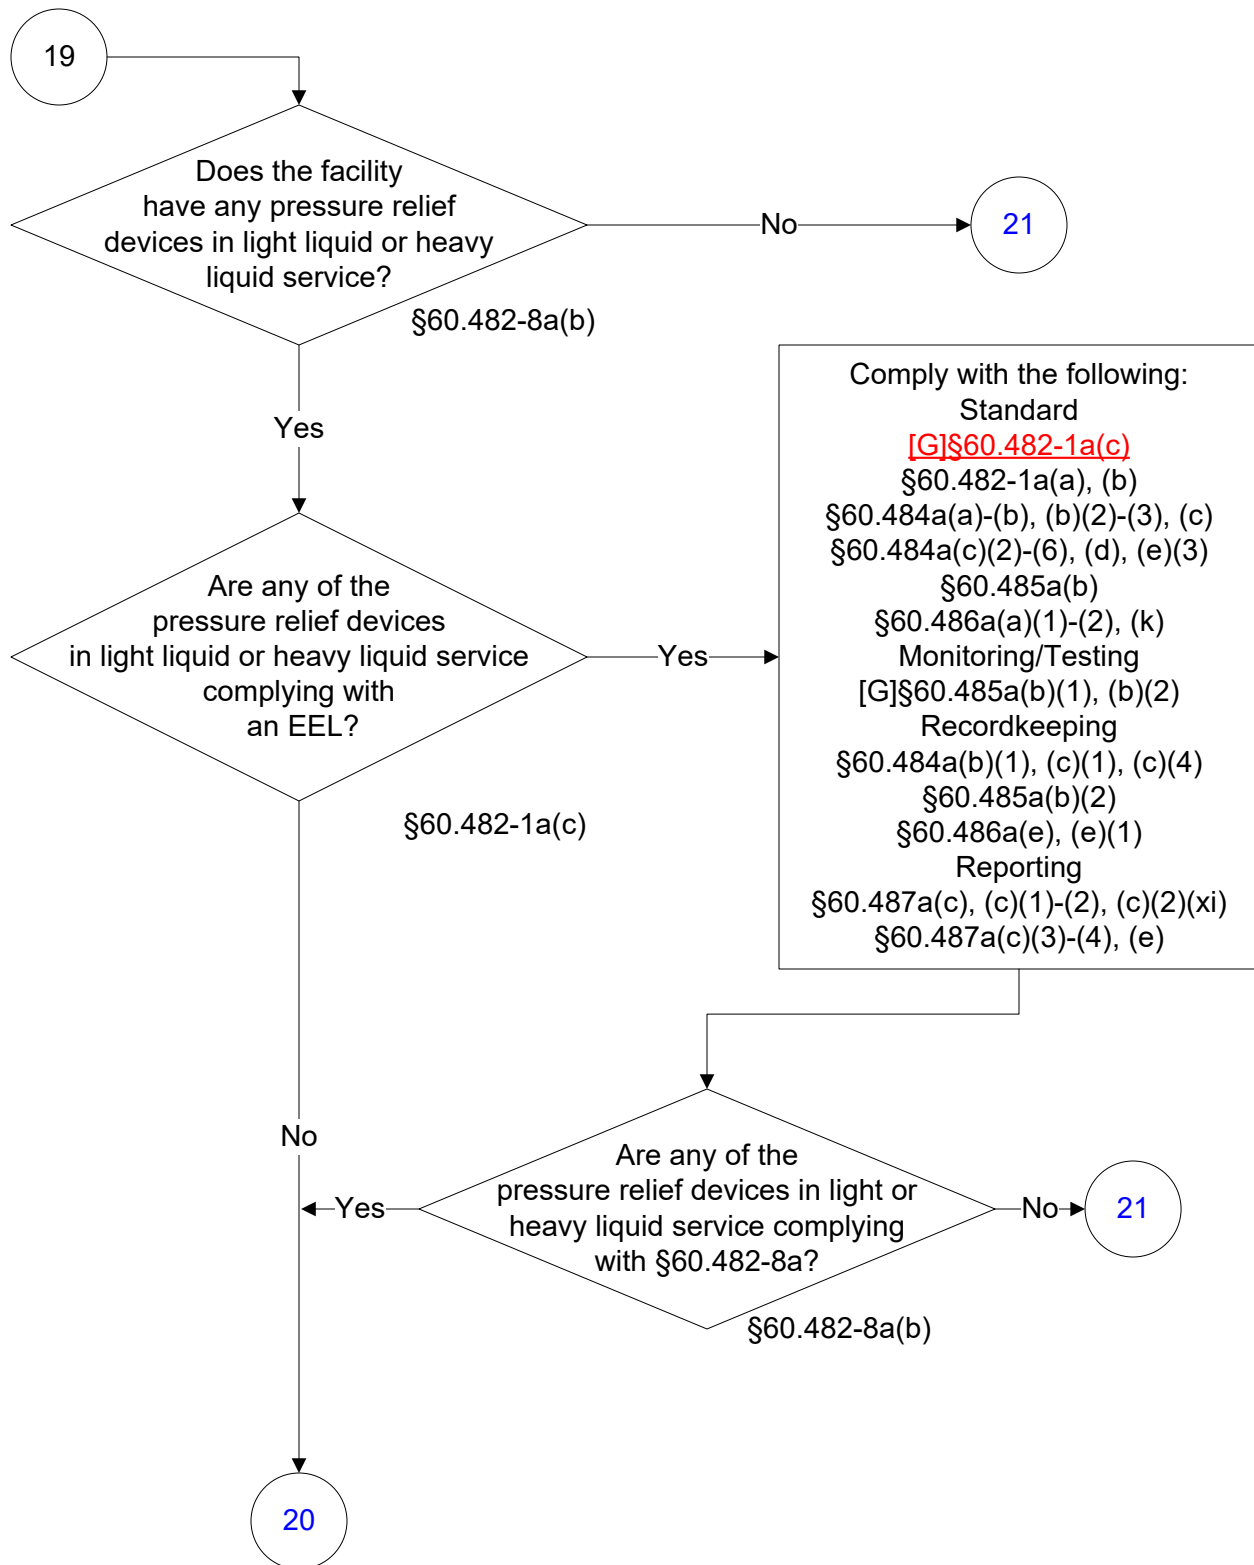 19
Does the facility
have any pressure relief
devices in light liquid or heavy
liquid service?
No
21
§60.482-8a(b)
Yes
Comply with the following:
Standard
[G]§60.482-1a(c)
§60.482-1a(a), (b)
§60.484a(a)-(b), (b)(2)-(3), (c)
§60.484a(c)(2)-(6), (d), (e)(3)
§60.485a(b)
§60.486a(a)(1)-(2), (k)
Monitoring/Testing
[G]§60.485a(b)(1), (b)(2)
Recordkeeping
§60.484a(b)(1), (c)(1), (c)(4)
§60.485a(b)(2)
§60.486a(e), (e)(1)
Reporting
§60.487a(c), (c)(1)-(2), (c)(2)(xi)
§60.487a(c)(3)-(4), (e)
Are any of the
pressure relief devices
in light liquid or heavy liquid service
complying with
an EEL?
Yes
§60.482-1a(c)
No
Are any of the
pressure relief devices in light or
heavy liquid service complying
with §60.482-8a?
Yes
No
21
§60.482-8a(b)
20